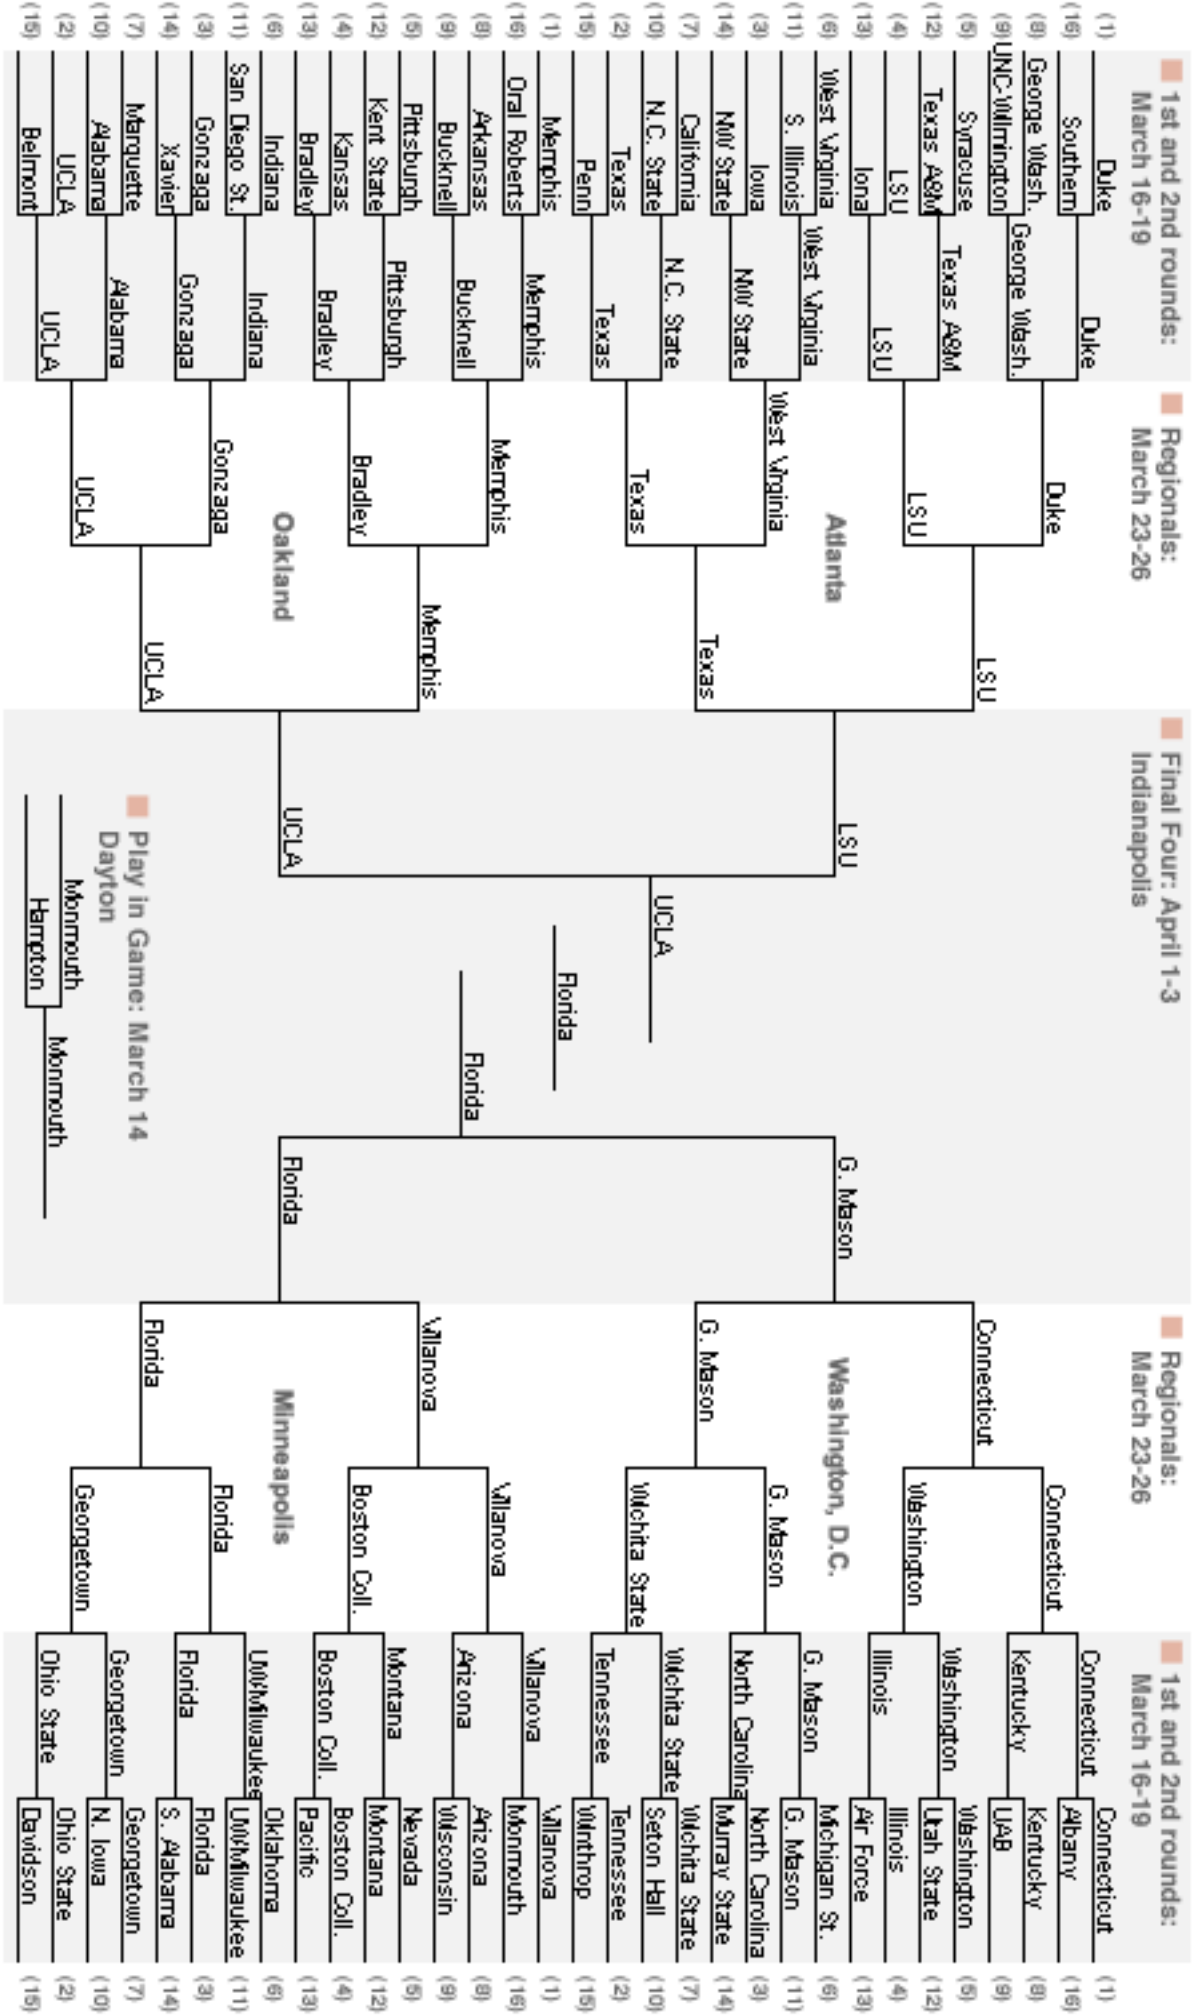 1st and 2nd rounds:
March 16-19
Regionals:
March 23-26
Final Four: April 1-3
Indianapolis
Regionals:
March 23-26
1st and 2nd rounds:
March 16-19
(1) Duke
(16) Southern
(8) George Wash.
(9) UNC-Wilmington
(5) Syracuse
(12) Texas A&M
(4) LSU
(13) Iona
(6) West Virginia
(11) S. Illinois
(3) Iowa
(14) NW State
(7) California
(10) N.C. State
(2) Texas
(15) Penn
(1) Memphis
(16) Oral Roberts
(8) Arkansas
(9) Bucknell
(5) Pittsburgh
(12) Kent State
(4) Kansas
(13) Bradley
(6) Indiana
(11) San Diego St.
(3) Gonzaga
(14) Xavier
(7) Marquette
(10) Alabama
(2) UCLA
(15) Belmont
Duke
George Wash.
Texas A&M
LSU
West Virginia
NW State
N.C. State
Texas
Memphis
Bucknell
Pittsburgh
Bradley
Indiana
Gonzaga
Alabama
UCLA
Duke
LSU
West Virginia
Texas
Memphis
Bradley
Gonzaga
UCLA
Atlanta
Oakland
LSU
Texas
Memphis
UCLA
LSU
UCLA
UCLA
Florida
Florida
G. Mason
Florida
Play in Game: March 14
Dayton
Monmouth
Hampton
Monmouth
Connecticut
G. Mason
Villanova
Florida
Washington, D.C.
Minneapolis
Connecticut
Washington
G. Mason
Wichita State
Villanova
Boston Coll.
Florida
Georgetown
Connecticut
Kentucky
Washington
Illinois
G. Mason
North Carolina
Wichita State
Tennessee
Villanova
Arizona
Montana
Boston Coll.
UW/Milwaukee
Florida
Georgetown
Ohio State
Connecticut (1)
Albany (16)
Kentucky (8)
UAB (9)
Washington (5)
Utah State (12)
Illinois (4)
Air Force (13)
Michigan St. (6)
G. Mason (11)
North Carolina (3)
Murray State (14)
Wichita State (7)
Seton Hall (10)
Tennessee (2)
Winthrop (15)
Villanova (1)
Monmouth (16)
Arizona (8)
Wisconsin (9)
Nevada (5)
Montana (12)
Boston Coll. (4)
Pacific (13)
Oklahoma (6)
UW/Milwaukee (11)
Florida (3)
S. Alabama (14)
Georgetown (7)
N. Iowa (10)
Ohio State (2)
Davidson (15)